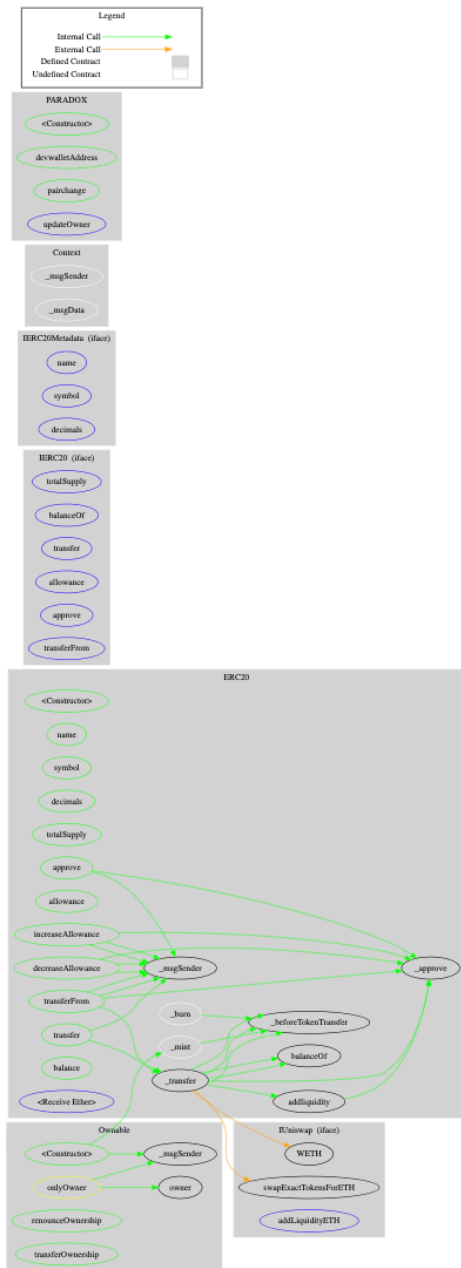 Legend
Internal Call
External Call
Defined Contract
Undefined Contract
PARADOX
<Constructor>
devwalletAddress
pairchange
updateOwner
Context
_msgSender
_msgData
IERC20Metadata (iface)
name
symbol
decimals
IERC20 (iface)
totalSupply
balanceOf
transfer
allowance
approve
transferFrom
ERC20
<Constructor>
name
symbol
decimals
totalSupply
approve
allowance
increaseAllowance
decreaseAllowance
_msgSender
_approve
transferFrom
_burn
_beforeTokenTransfer
transfer
_mint
balanceOf
balance
_transfer
<Receive Ether>
addliquidity
Ownable
<Constructor>
_msgSender
onlyOwner
owner
renounceOwnership
transferOwnership
IUniswap (iface)
WETH
swapExactTokensForETH
addLiquidityETH